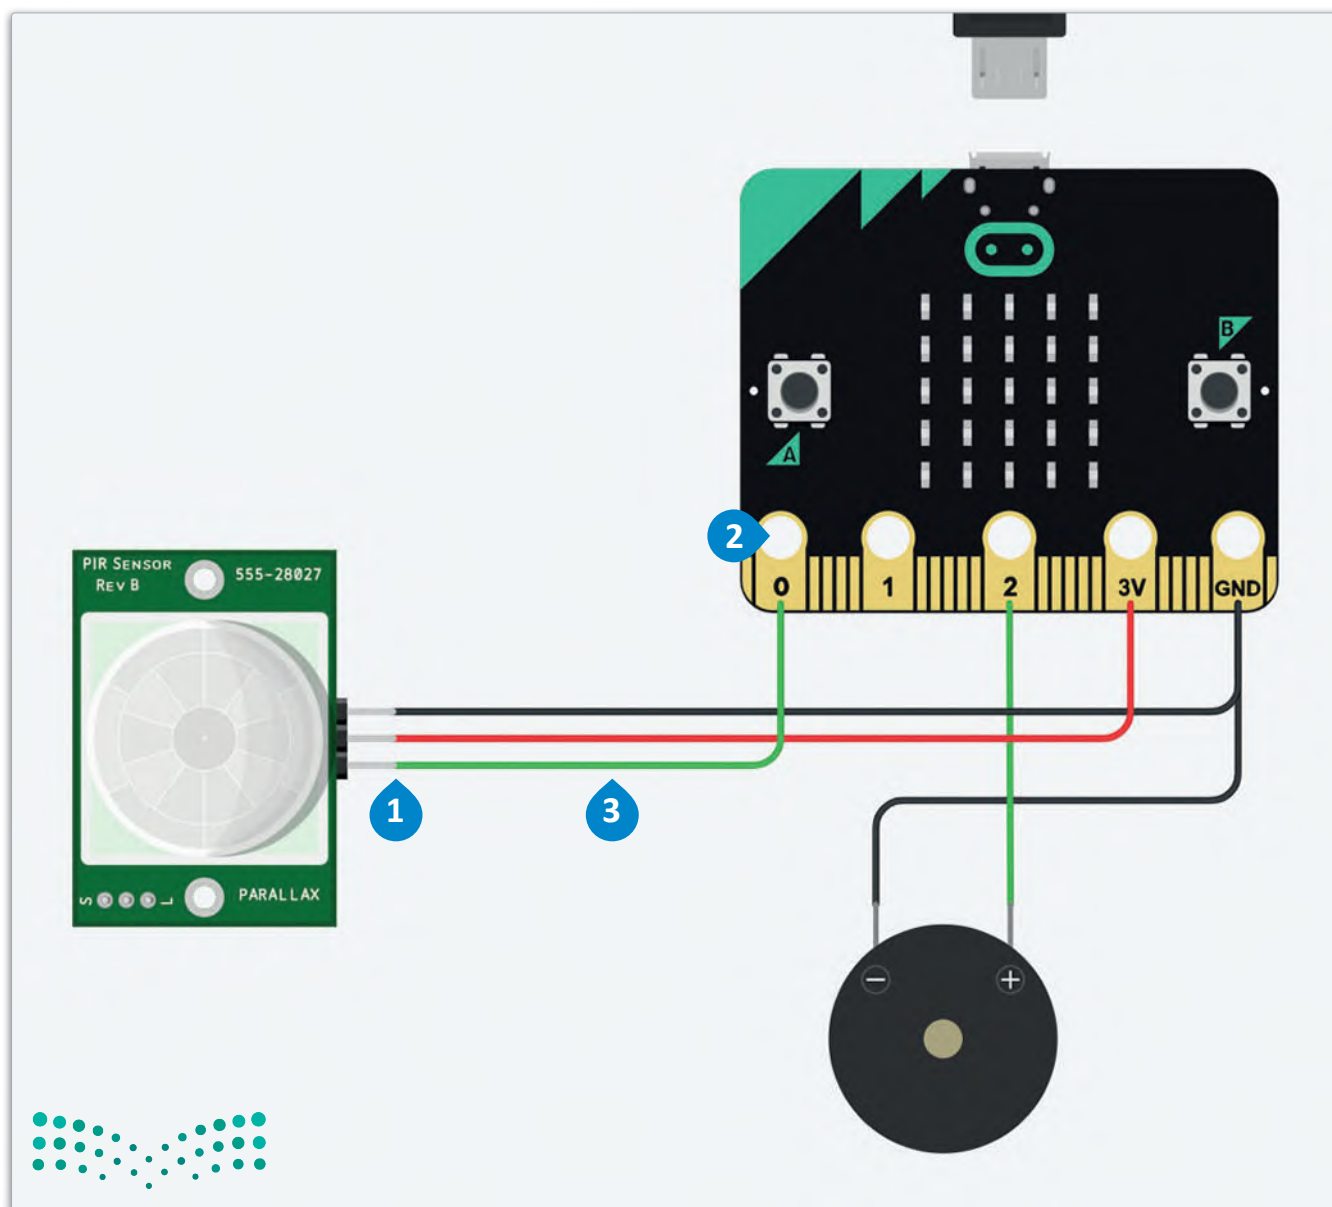 B
A
2
0
1
2
3V
GND
PIR SENSOR
REV B
555-28027
1
3
S
L
PARALLAX
−
+